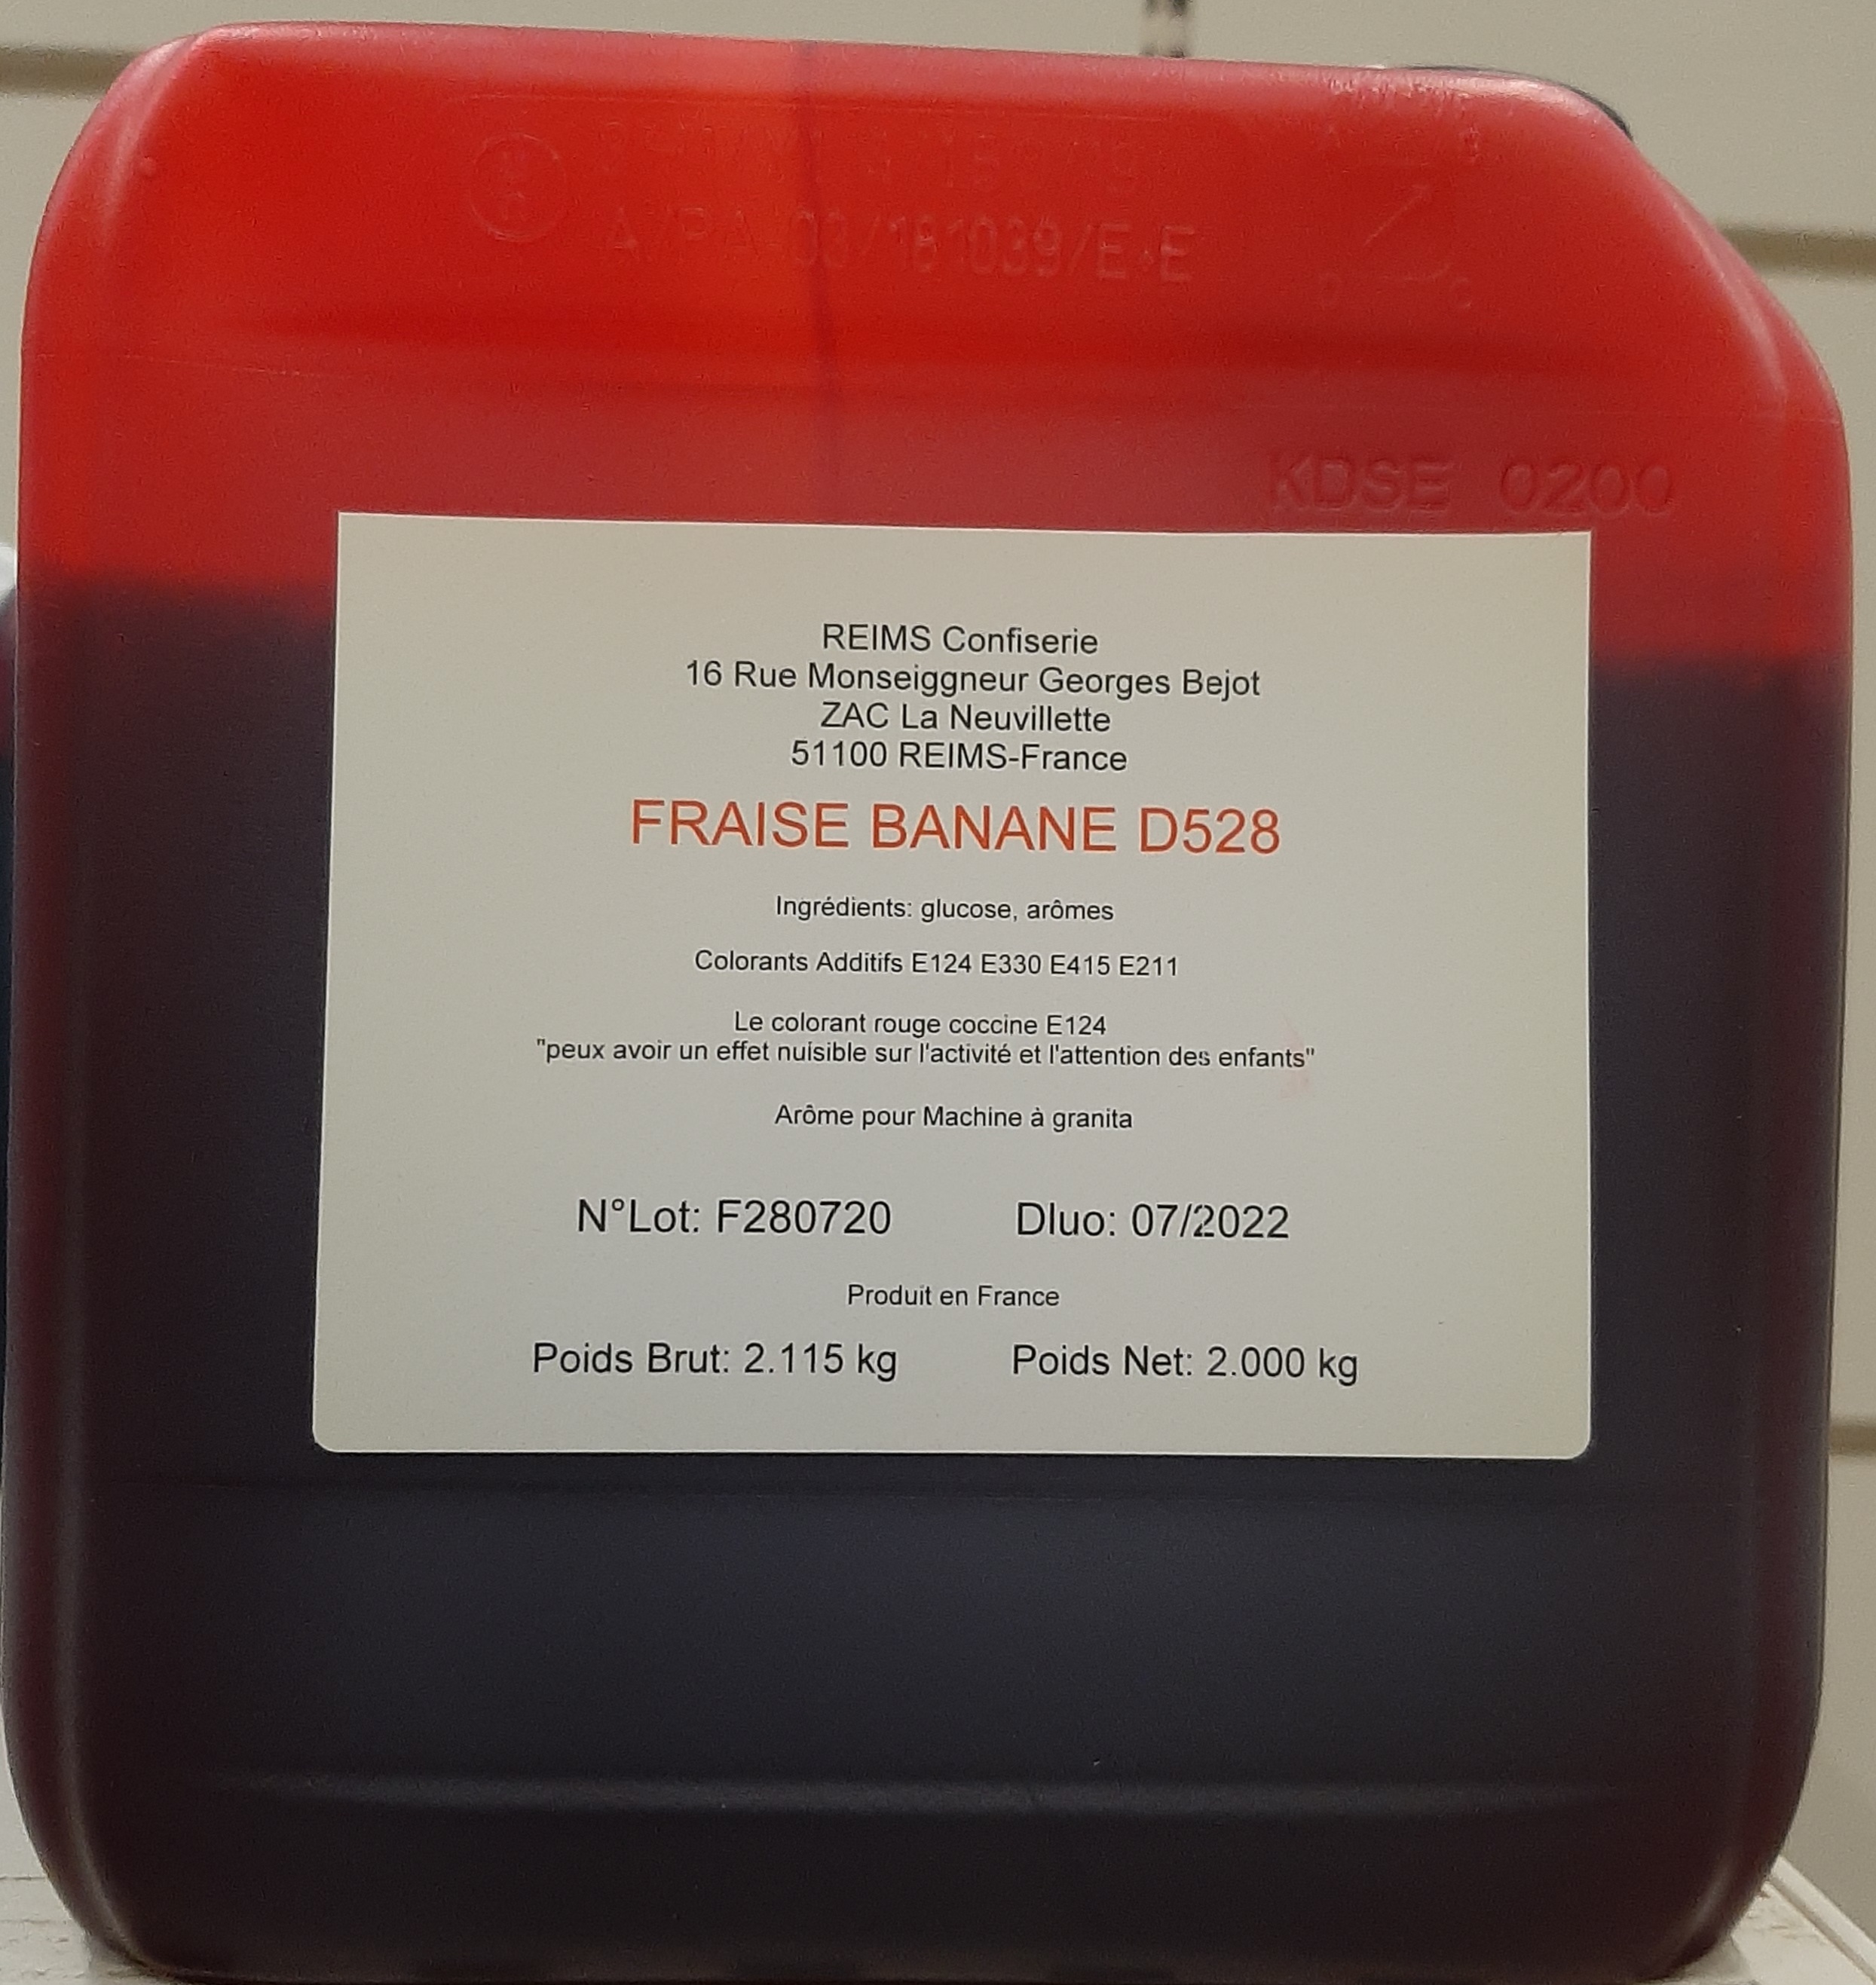 A/PA/03/181039/E◦E
KDSE 0200
REIMS Confiserie
16 Rue Monseiggneur Georges Bejot
ZAC La Neuvillette
51100 REIMS-France
FRAISE BANANE D528
Ingrédients: glucose, arômes
Colorants Additifs E124 E330 E415 E211
Le colorant rouge coccine E124
"peux avoir un effet nuisible sur l'activité et l'attention des enfants"
Arôme pour Machine à granita
N°Lot: F280720 Dluo: 07/2022
Produit en France
Poids Brut: 2.115 kg Poids Net: 2.000 kg